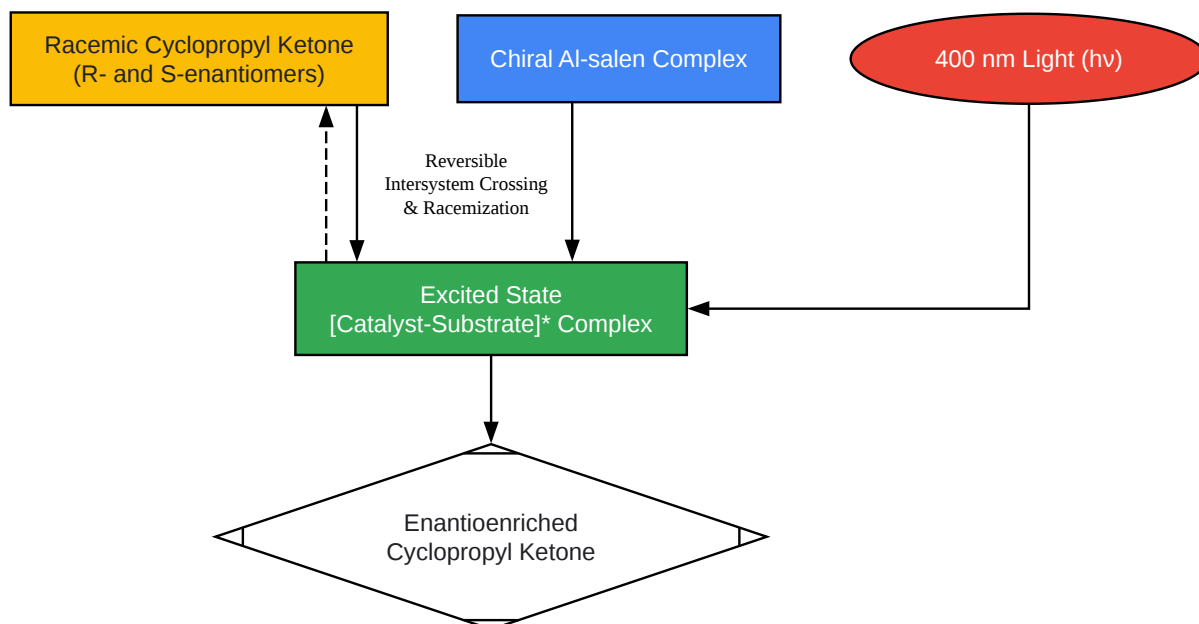 Racemic Cyclopropyl Ketone
(R- and S-enantiomers)
Chiral Al-salen Complex
400 nm Light (hν)
Reversible
Intersystem Crossing
& Racemization
Excited State
[Catalyst-Substrate]* Complex
Enantioenriched
Cyclopropyl Ketone